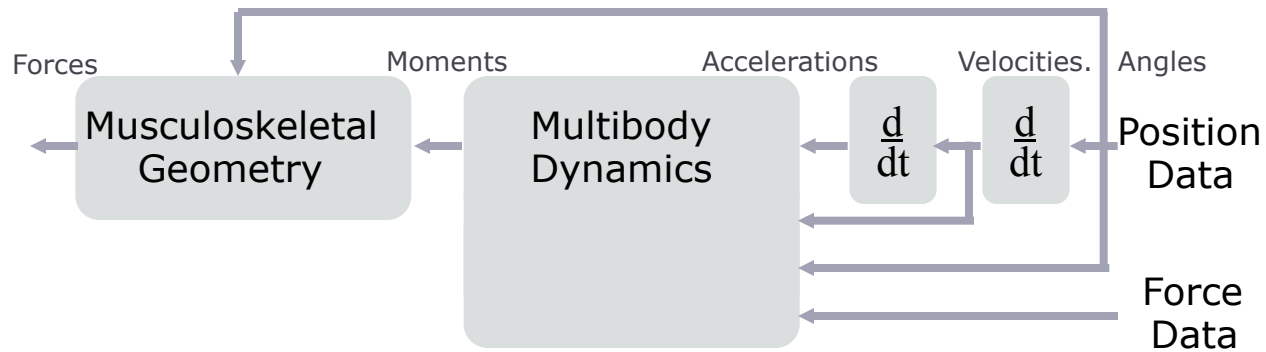 Forces
Moments
Accelerations
Velocities.
Angles
Musculoskeletal
Geometry
Multibody
Dynamics
d
dt
d
dt
Position
Data
Force
Data